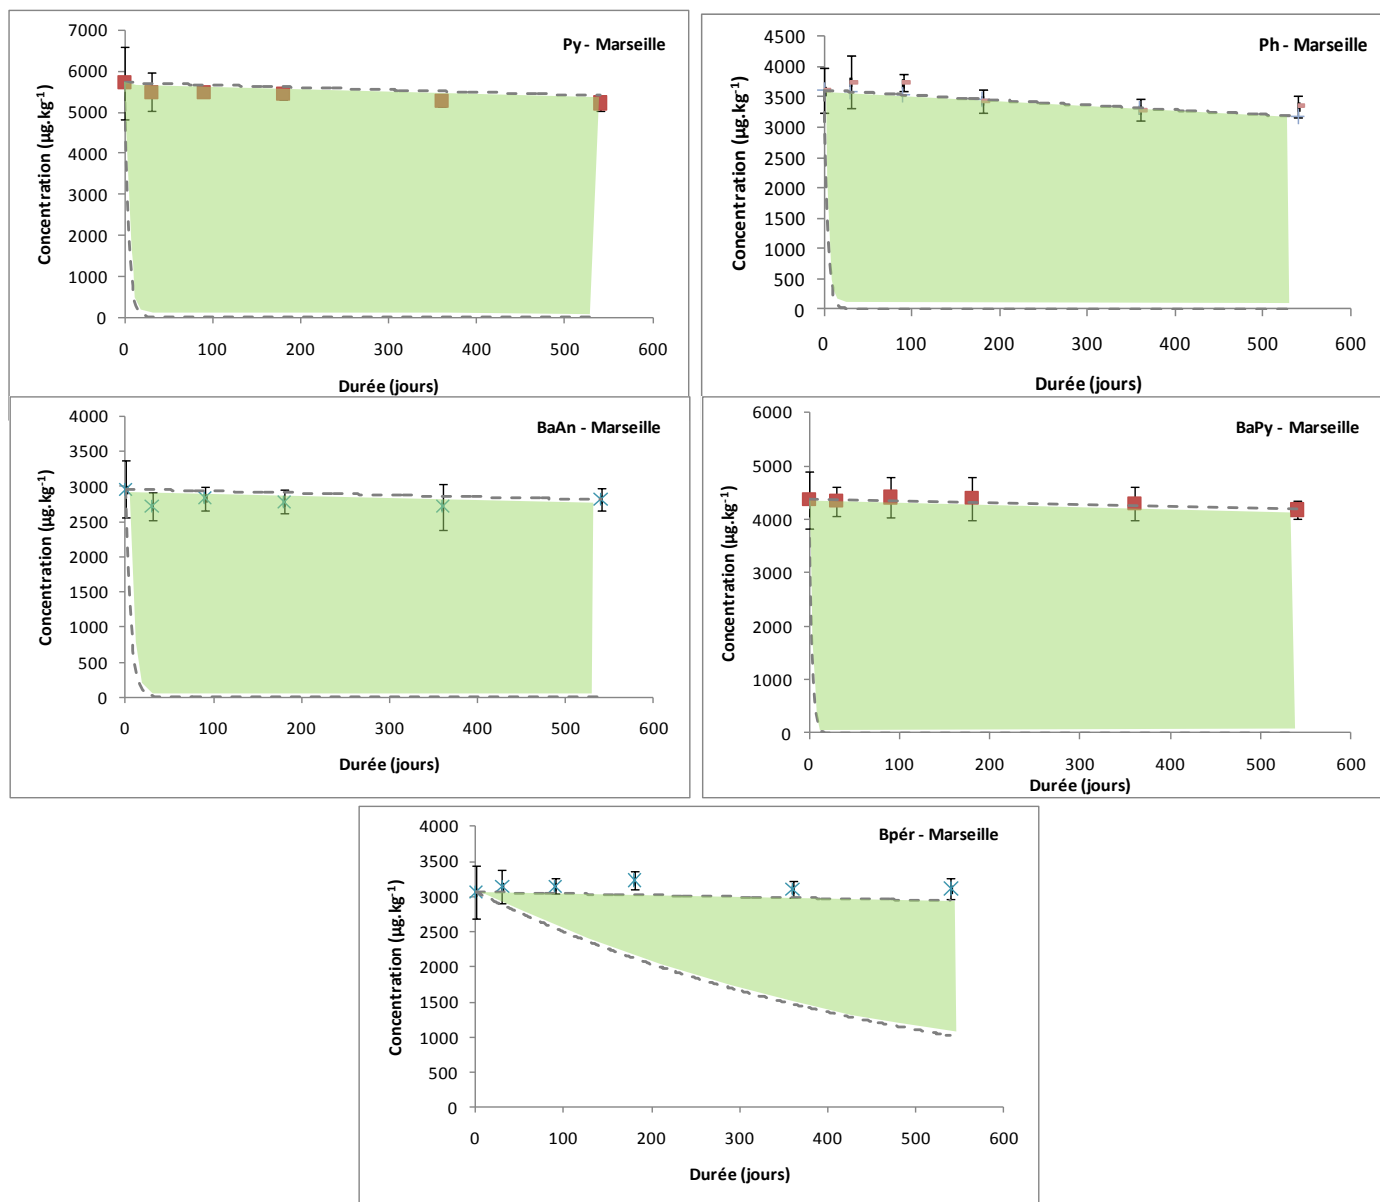 Py - Marseille
Concentration (µg.kg⁻¹)
7000
6000
5000
4000
3000
2000
1000
0
0 100 200 300 400 500 600
Durée (jours)
Ph - Marseille
Concentration (µg.kg⁻¹)
4500
4000
3500
3000
2500
2000
1500
1000
500
0
0 100 200 300 400 500 600
Durée (jours)
BaAn - Marseille
Concentration (µg.kg⁻¹)
4000
3500
3000
2500
2000
1500
1000
500
0
0 100 200 300 400 500 600
Durée (jours)
BaPy - Marseille
Concentration (µg.kg⁻¹)
6000
5000
4000
3000
2000
1000
0
0 100 200 300 400 500 600
Durée (jours)
Bpér - Marseille
Concentration (µg.kg⁻¹)
4000
3500
3000
2500
2000
1500
1000
500
0
0 100 200 300 400 500 600
Durée (jours)